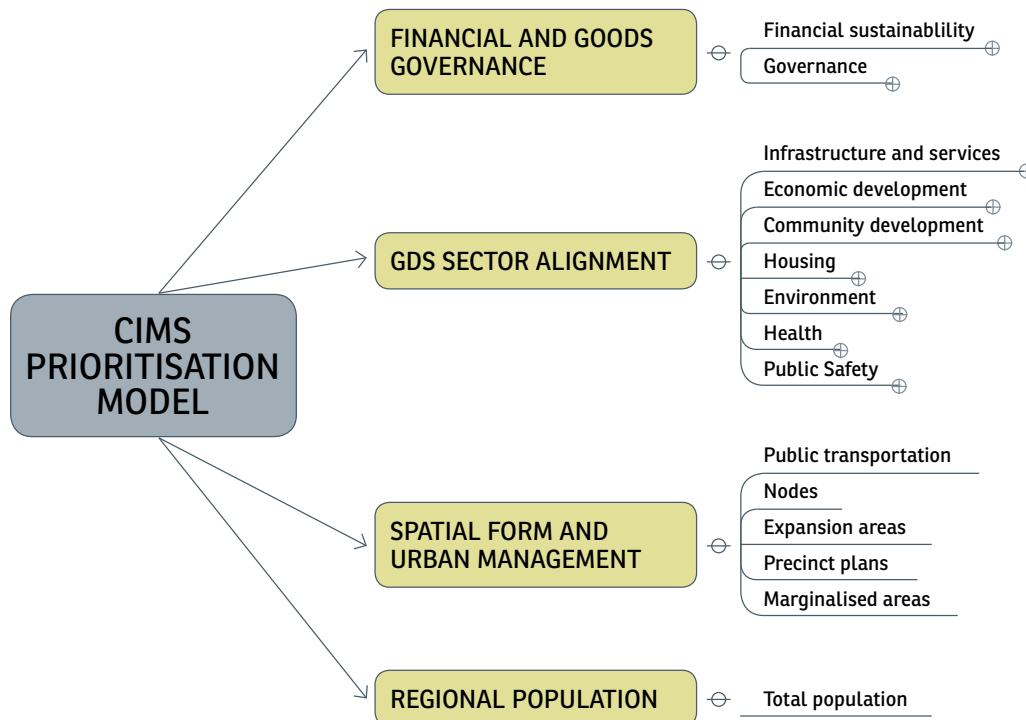 CIMS
PRIORITISATION
MODEL
FINANCIAL AND GOODS
GOVERNANCE
Financial sustainablility
Governance
GDS SECTOR ALIGNMENT
Infrastructure and services
Economic development
Community development
Housing
Environment
Health
Public Safety
SPATIAL FORM AND
URBAN MANAGEMENT
Public transportation
Nodes
Expansion areas
Precinct plans
Marginalised areas
REGIONAL POPULATION
Total population